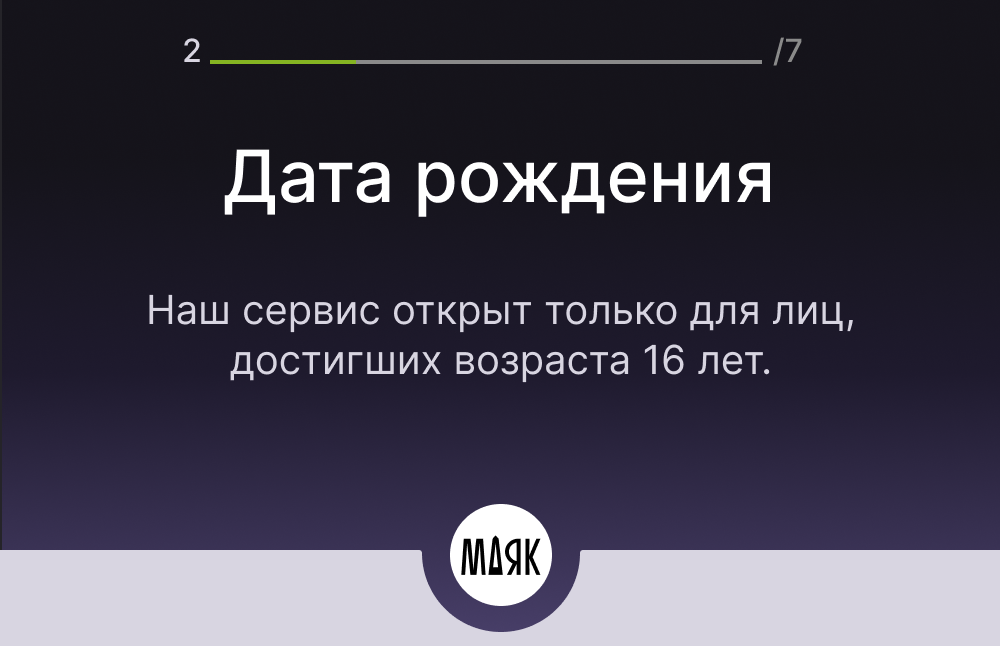 2 /7
Дата рождения
Наш сервис открыт только для лиц,
достигших возраста 16 лет.
МАЯК